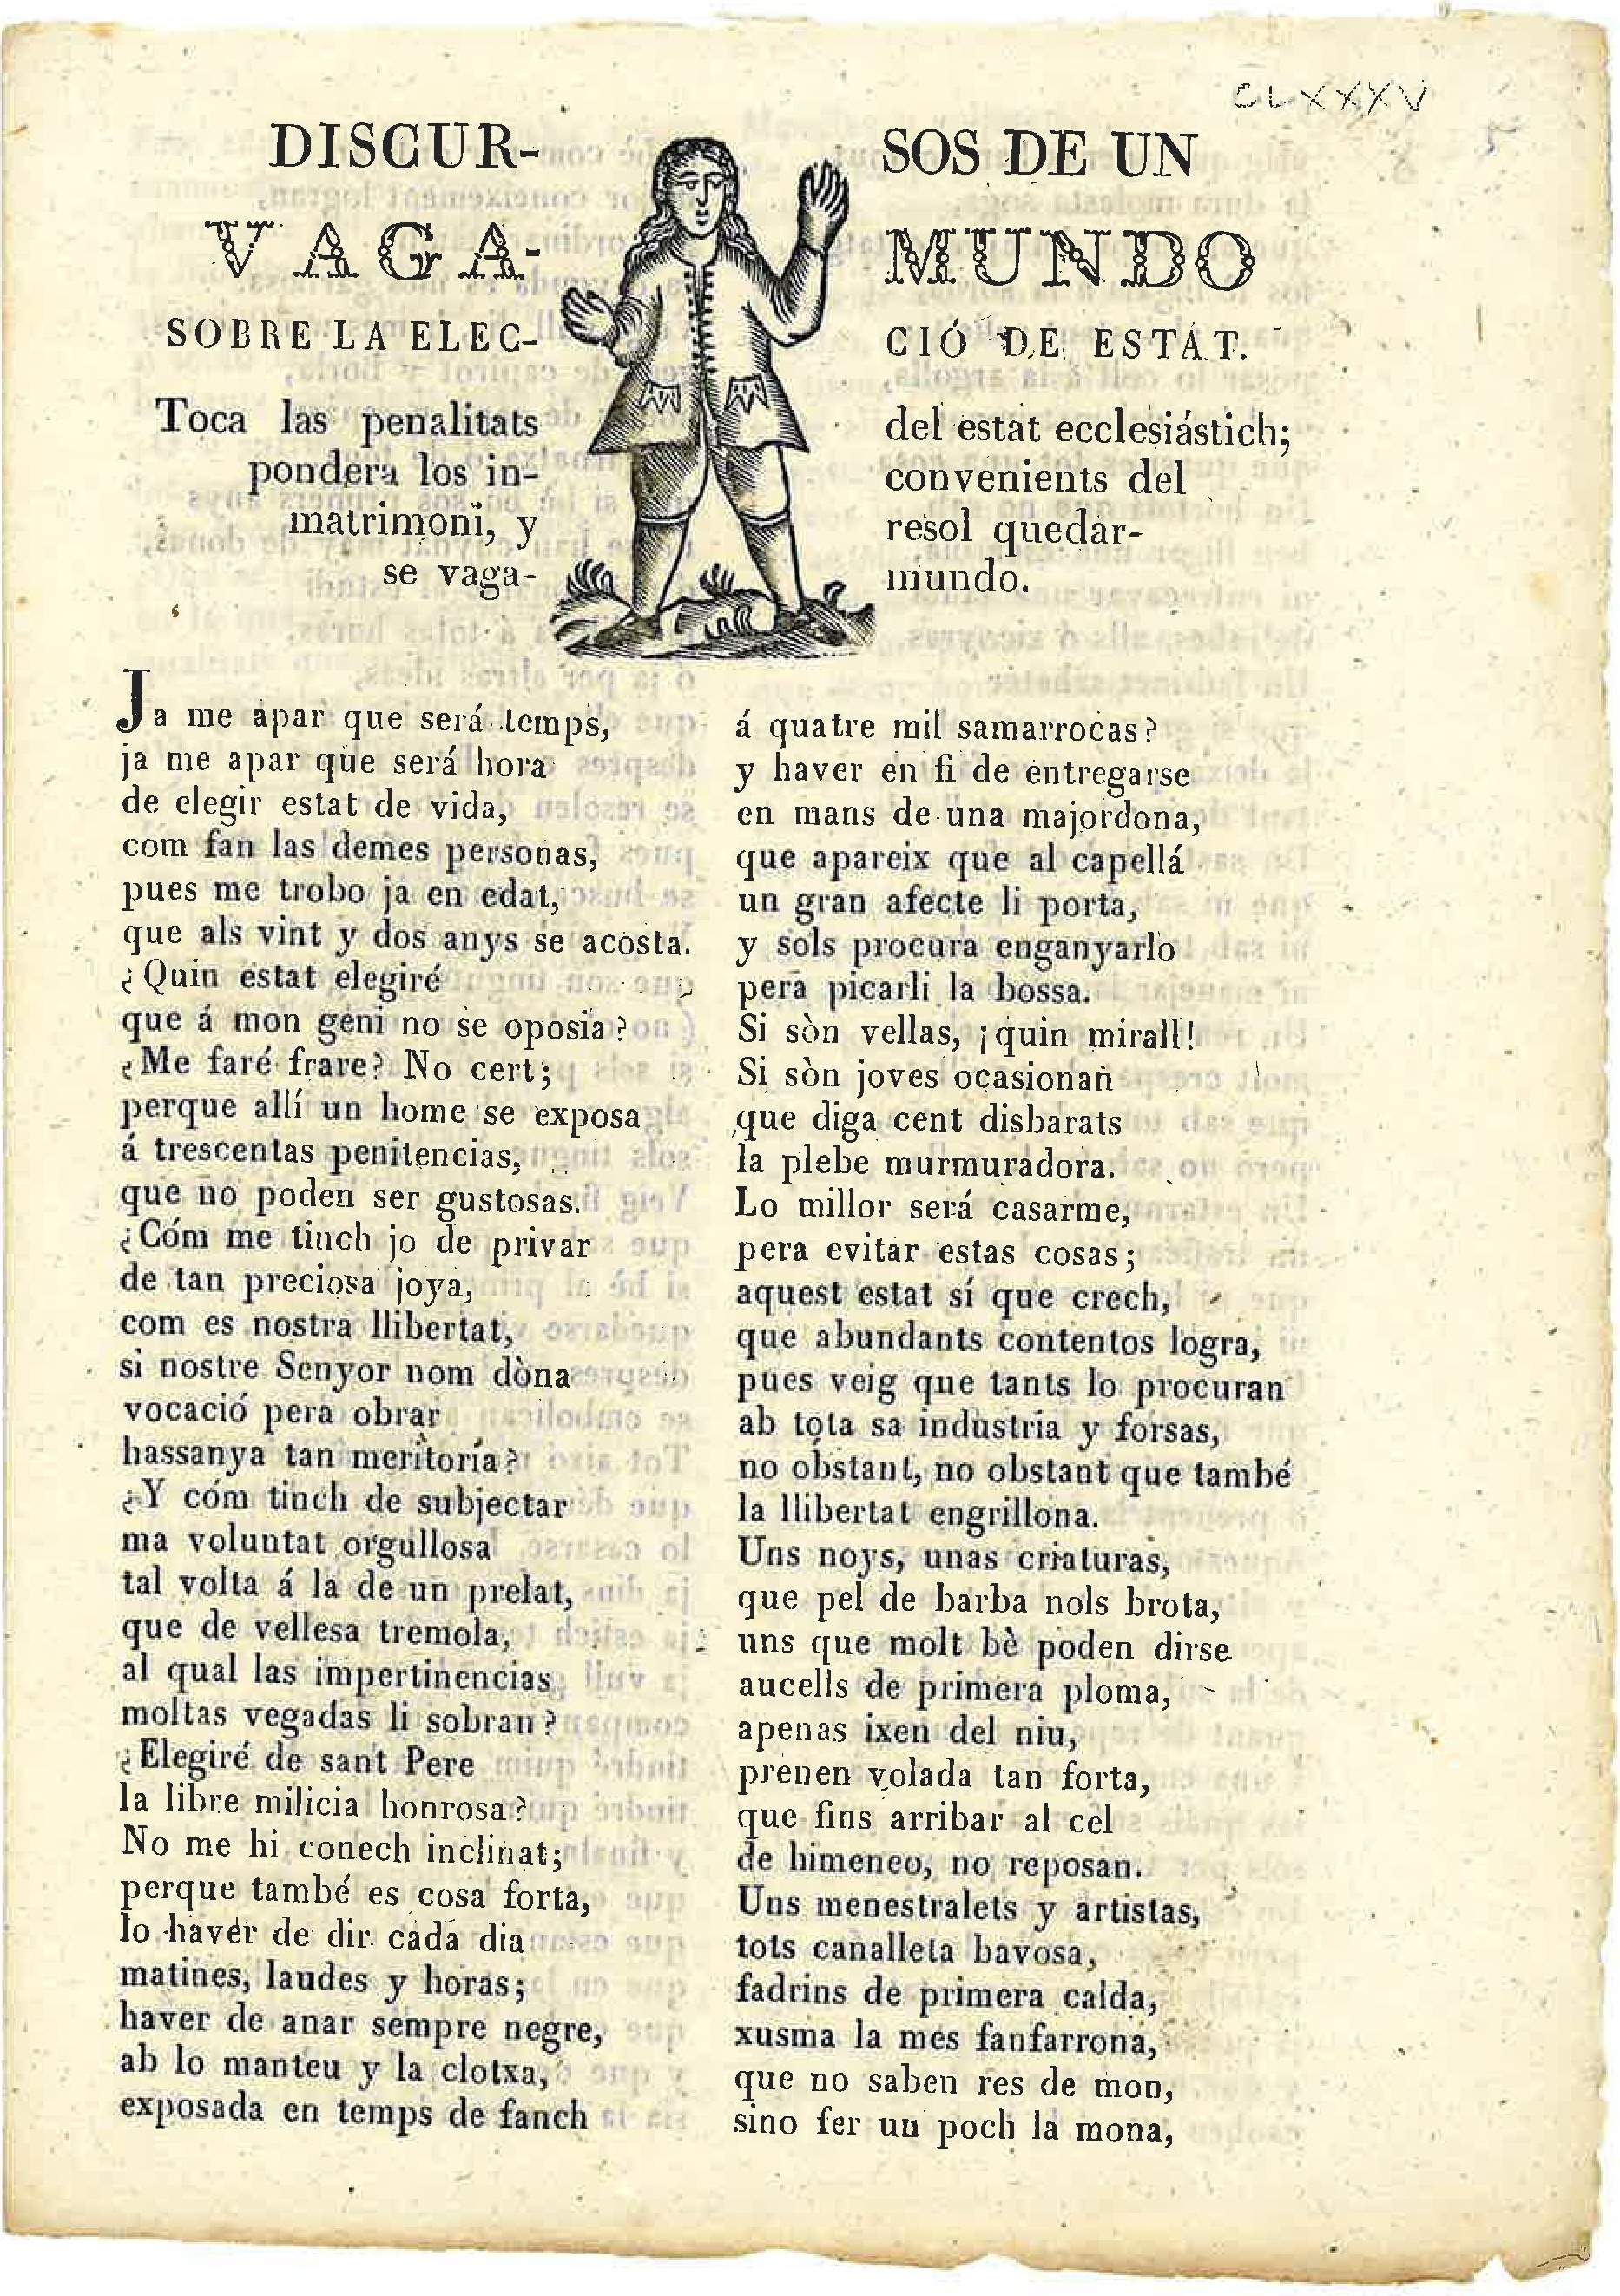 CLXXXV
DISCUR- SOS DE UN
VAGA- MUNDO
SOBRE LA ELEC- CIÓ DE ESTAT.
Toca las penalitats del estat ecclesiástich;
pondera los in- convenients del
matrimoni, y resol quedar-
se vaga- mundo.
Ja me apar que será temps,
ja me apar que será hora
de elegir estat de vida,
com fan las demes personas,
pues me trobo ja en edat,
que als vint y dos anys se acosta.
¿Quin estat elegiré
que á mon geni no se oposia?
¿Me faré frare? No cert;
perque allí un home se exposa
á trescentas penitencias,
que no poden ser gustosas.
¿Cóm me tinch jo de privar
de tan preciosa joya,
com es nostra llibertat,
si nostre Senyor nom dòna
vocació pera obrar
hassanya tan meritoría?
¿Y cóm tinch de subjectar
ma voluntat orgullosa
tal volta á la de un prelat,
que de vellesa tremola,
al qual las impertinencias
moltas vegadas li sobran?
¿Elegiré de sant Pere
la libre milicia honrosa?
No me hi conech inclinat;
perque també es cosa forta,
lo haver de dir cada dia
matines, laudes y horas;
haver de anar sempre negre,
ab lo manteu y la clotxa,
exposada en temps de fanch
á quatre mil samarrocas?
y haver en fi de entregarse
en mans de una majordona,
que apareix que al capellá
un gran afecte li porta,
y sols procura enganyarlo
pera picarli la bossa.
Si sòn vellas, ¡quin mirall!
Si sòn joves ocasionan
que diga cent disbarats
la plebe murmuradora.
Lo millor será casarme,
pera evitar estas cosas;
aquest estat sí que crech,
que abundants contentos logra,
pues veig que tants lo procuran
ab tota sa industria y forsas,
no obstant, no obstant que també
la llibertat engrillona.
Uns noys, unas criaturas,
que pel de barba nols brota,
uns que molt bè poden dirse
aucells de primera ploma,
apenas ixen del niu,
prenen volada tan forta,
que fins arribar al cel
de himeneo, no reposan.
Uns menestralets y artistas,
tots canalleta bavosa,
fadrins de primera calda,
xusma la mes fanfarrona,
que no saben res de mon,
sino fer un poch la mona,